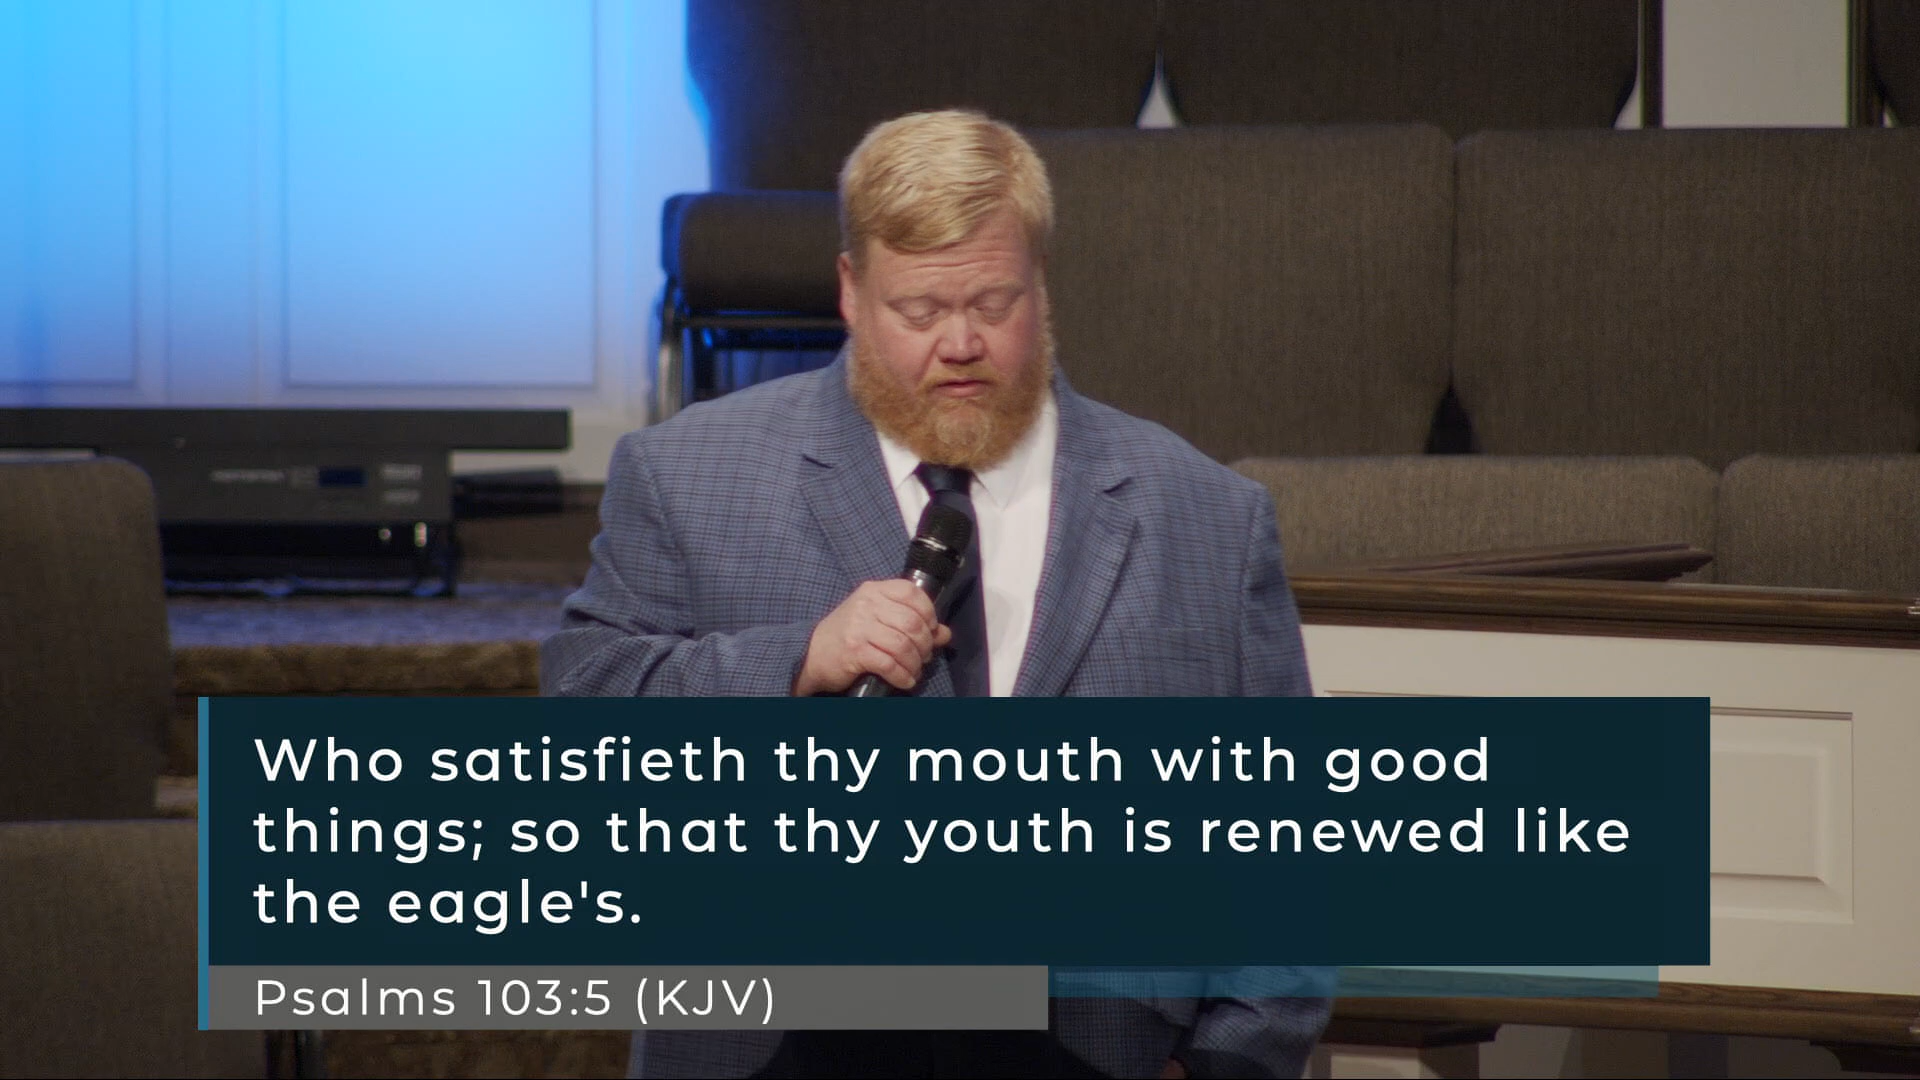 Who satisfieth thy mouth with good
things; so that thy youth is renewed like
the eagle's.
Psalms 103:5 (KJV)